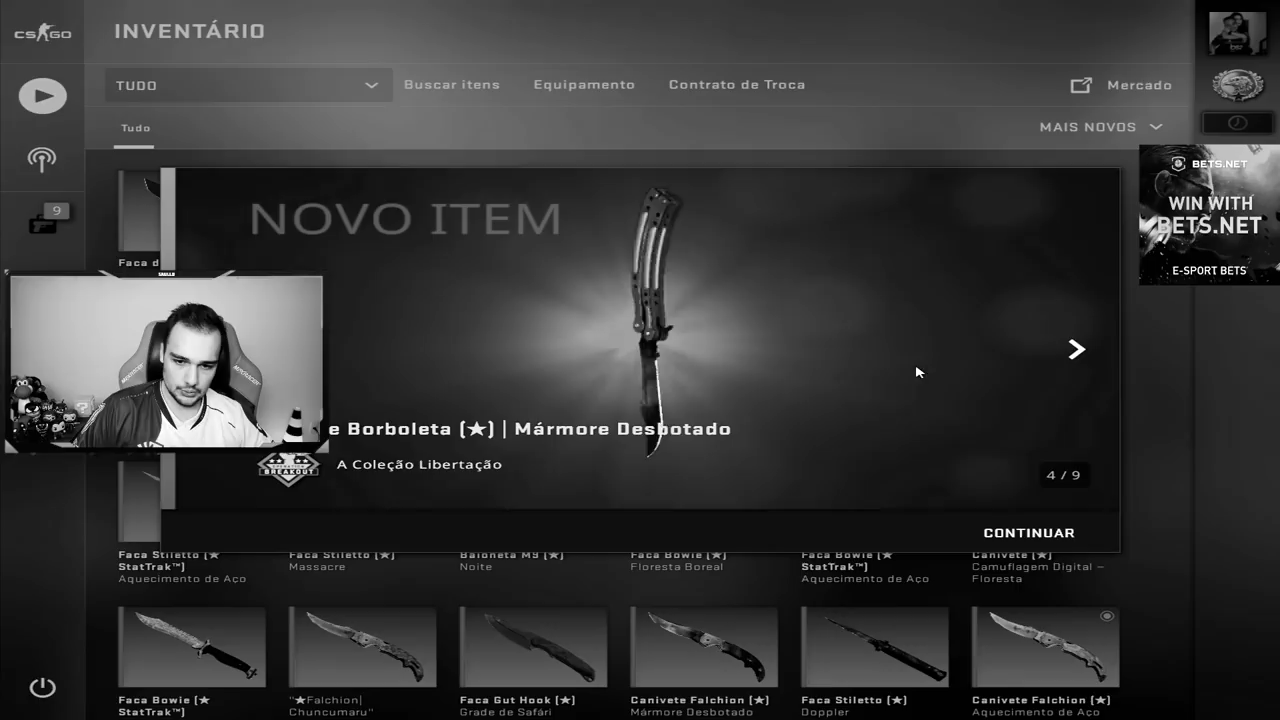 CS:GO
INVENTÁRIO
TUDO
Buscar itens
Equipamento
Contrato de Troca
Mercado
Tudo
MAIS NOVOS
9
BETS.NET
WIN WITH
BETS.NET
E-SPORT BETS
NOVO ITEM
Faca d
e Borboleta (★) | Mármore Desbotado
BREAKOUT
A Coleção Libertação
4 / 9
CONTINUAR
Faca Stiletto (★
StatTrak™)
Aquecimento de Aço
Faca Stiletto (★)
Massacre
Baioneta M9 (★)
Noite
Faca Bowie (★)
Floresta Boreal
Faca Bowie (★
StatTrak™)
Aquecimento de Aço
Canivete (★)
Camuflagem Digital –
Floresta
Faca Bowie (★
StatTrak™)
"★Falchion|
Chuncumaru"
Faca Gut Hook (★)
Grade de Safári
Canivete Falchion (★)
Mármore Desbotado
Faca Stiletto (★)
Doppler
Canivete Falchion (★)
Aquecimento de Aço